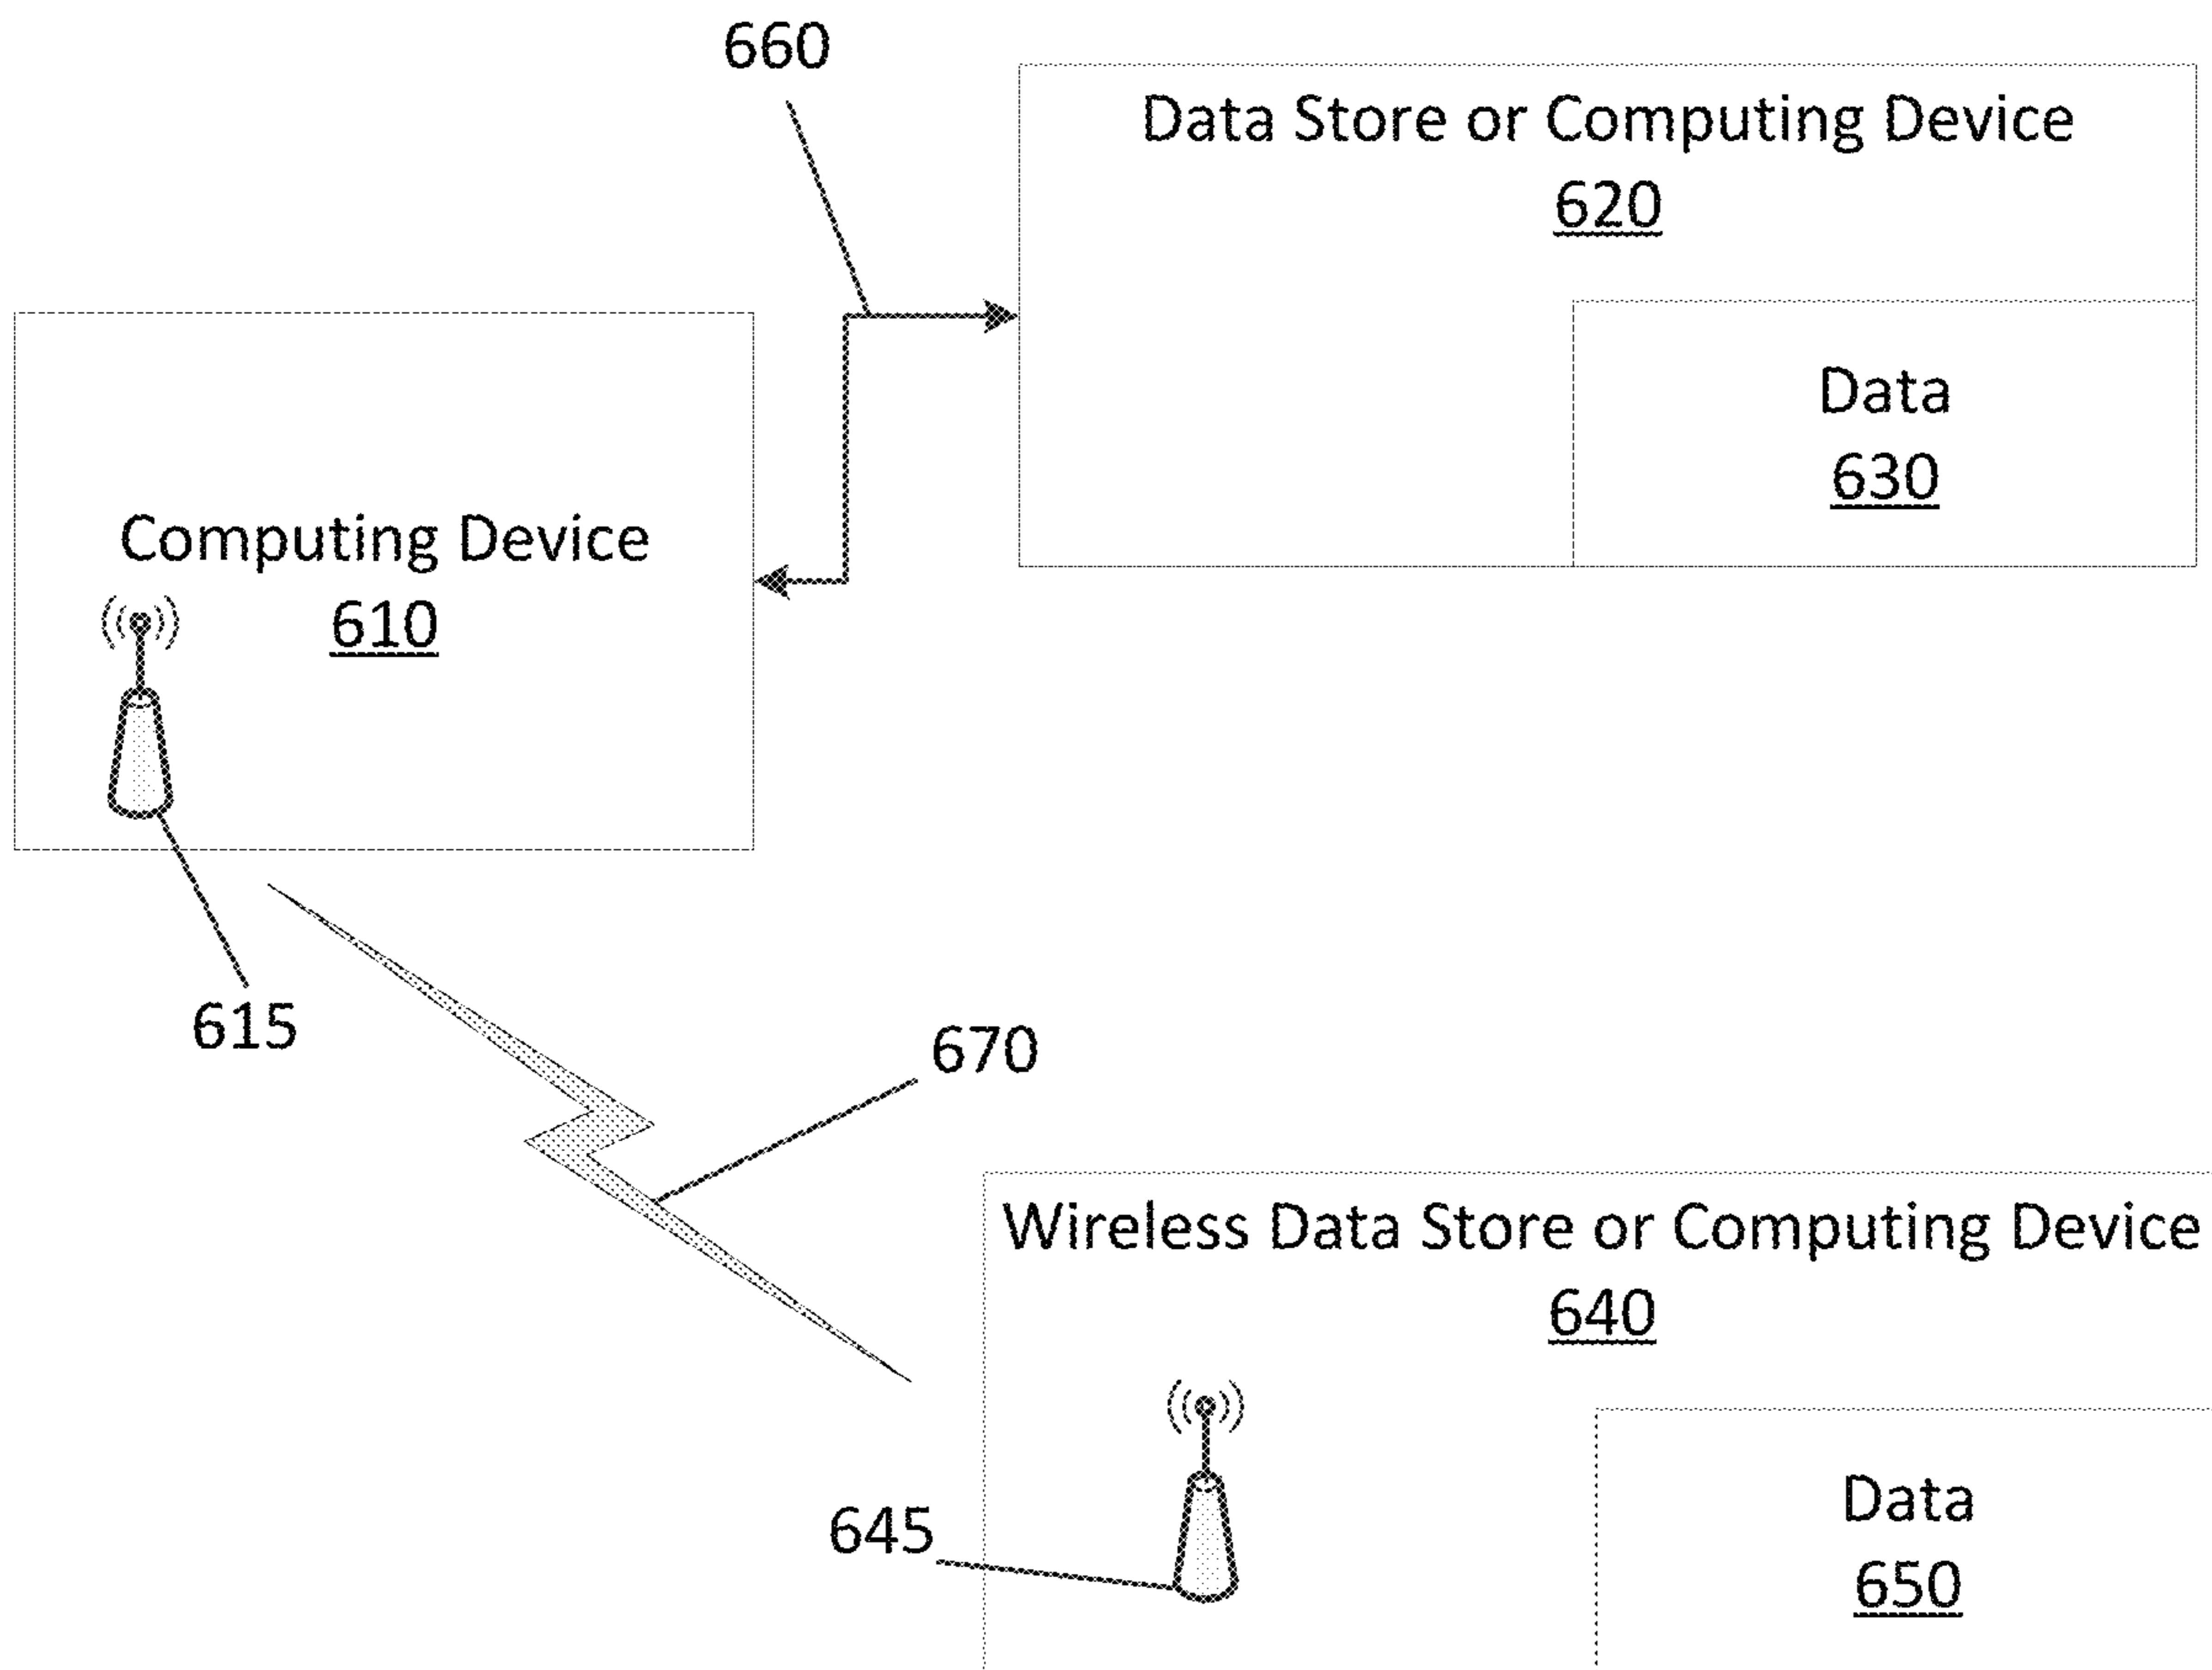 660
Data Store or Computing Device
620
Data
630
Computing Device
610
615
670
Wireless Data Store or Computing Device
640
645
Data
650